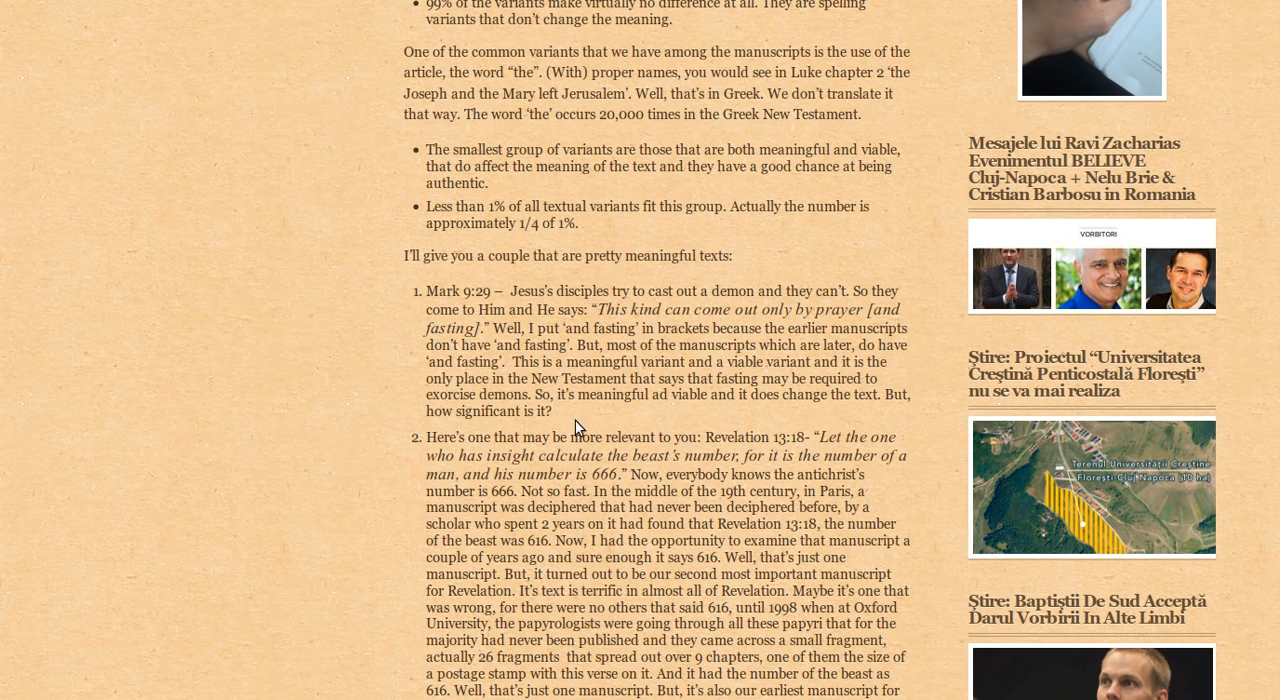 99% of the variants make virtually no difference at all. They are spelling
variants that don't change the meaning.
One of the common variants that we have among the manuscripts is the use of the
article, the word “the”. (With) proper names, you would see in Luke chapter 2 ‘the
Joseph and the Mary left Jerusalem’. Well, that’s in Greek. We don’t translate it
that way. The word ‘the’ occurs 20,000 times in the Greek New Testament.
• The smallest group of variants are those that are both meaningful and viable,
that do affect the meaning of the text and they have a good chance at being
authentic.
• Less than 1% of all textual variants fit this group. Actually the number is
approximately 1/4 of 1%.
I’ll give you a couple that are pretty meaningful texts:
1. Mark 9:29 – Jesus’s disciples try to cast out a demon and they can’t. So they
come to Him and He says: “This kind can come out only by prayer [and
fasting].” Well, I put ‘and fasting’ in brackets because the earlier manuscripts
don’t have ‘and fasting’. But, most of the manuscripts which are later, do have
‘and fasting’. This is a meaningful variant and a viable variant and it is the
only place in the New Testament that says that fasting may be required to
exorcise demons. So, it’s meaningful ad viable and it does change the text. But,
how significant is it?
2. Here’s one that may be more relevant to you: Revelation 13:18- “Let the one
who has insight calculate the beast’s number, for it is the number of a
man, and his number is 666.” Now, everybody knows the antichrist’s
number is 666. Not so fast. In the middle of the 19th century, in Paris, a
manuscript was deciphered that had never been deciphered before, by a
scholar who spent 2 years on it had found that Revelation 13:18, the number
of the beast was 616. Now, I had the opportunity to examine that manuscript a
couple of years ago and sure enough it says 616. Well, that’s just one
manuscript. But, it turned out to be our second most important manuscript
for Revelation. It’s text is terrific in almost all of Revelation. Maybe it’s one that
was wrong, for there were no others that said 616, until 1998 when at Oxford
University, the papyrologists were going through all these papyri that for the
majority had never been published and they came across a small fragment,
actually 26 fragments that spread out over 9 chapters, one of them the size of
a postage stamp with this verse on it. And it had the number of the beast as
616. Well, that’s just one manuscript. But, it’s also our earliest manuscript for
Mesajele lui Ravi Zacharias
Evenimentul BELIEVE
Cluj-Napoca + Nelu Brie &
Cristian Barbosu in Romania
VORBITORI
Ştire: Proiectul “Universitatea
Creştină Penticostală Floreşti”
nu se va mai realiza
Terenul Universităţii Creştine
Floreşti-Cluj Napoca (10 ha)
Ştire: Baptiştii De Sud Acceptă
Darul Vorbirii In Alte Limbi